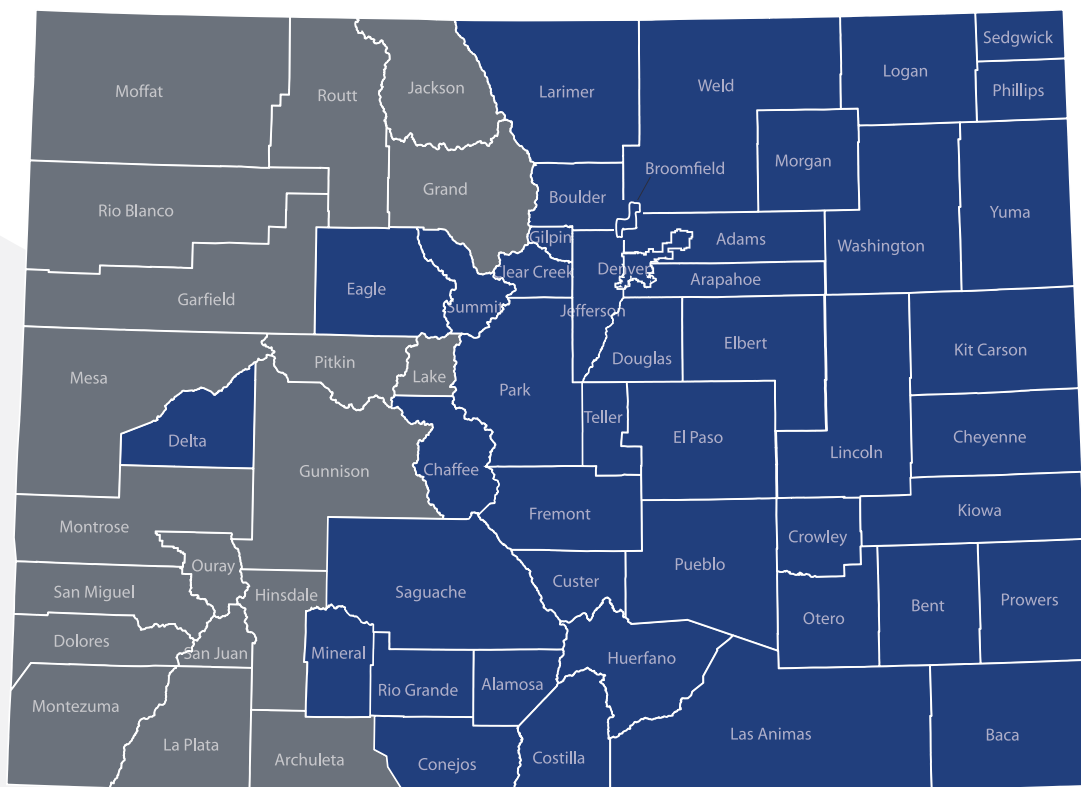 Sedgwick
Logan
Moffat
Routt
Jackson
Larimer
Weld
Phillips
Morgan
Broomfield
Grand
Boulder
Rio Blanco
Yuma
Gilpin
Adams
Washington
lear Creek
Denver
Arapahoe
Garfield
Eagle
Summit
Jefferson
Elbert
Kit Carson
Pitkin
Douglas
Mesa
Lake
Park
Teller
Delta
El Paso
Cheyenne
Lincoln
Gunnison
Chaffee
Kiowa
Montrose
Fremont
Crowley
Ouray
Pueblo
San Miguel
Hinsdale
Saguache
Custer
Prowers
Bent
Otero
Dolores
San Juan
Mineral
Huerfano
Rio Grande
Alamosa
Montezuma
Las Animas
Baca
La Plata
Archuleta
Conejos
Costilla